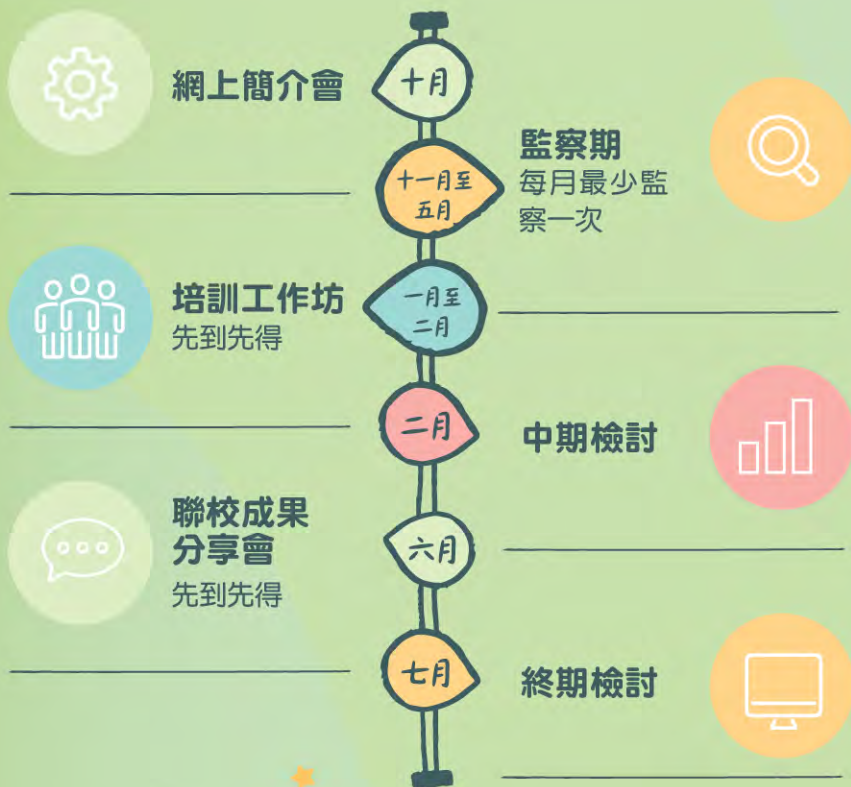 十月
網上簡介會
十一月至
五月
監察期
每月最少監
察一次
一月至
二月
培訓工作坊
先到先得
二月
中期檢討
六月
聯校成果
分享會
先到先得
七月
終期檢討